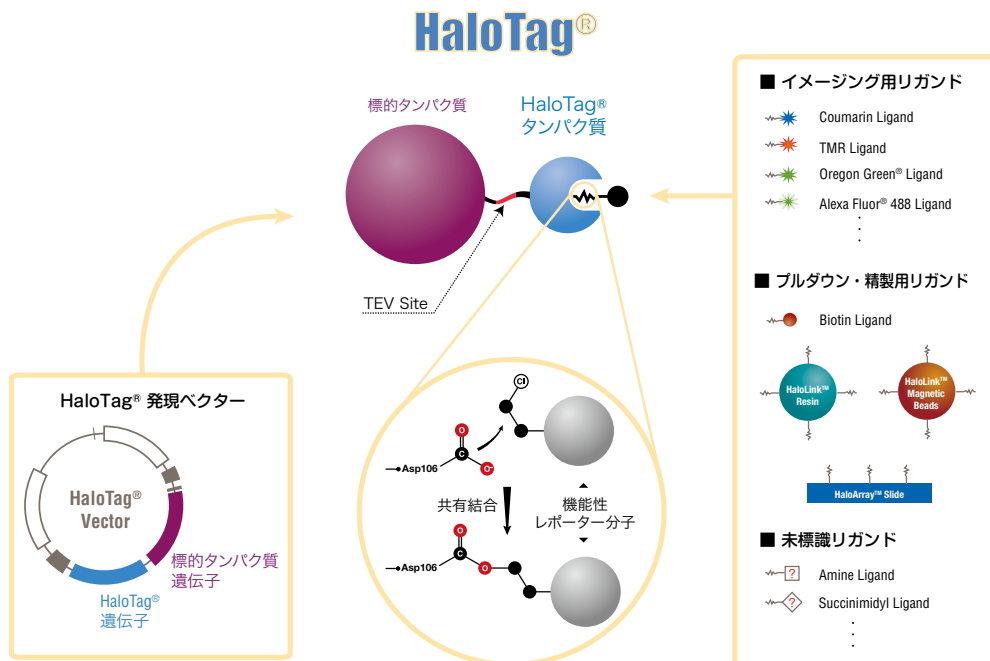 HaloTag®
標的タンパク質
HaloTag®
タンパク質
TEV Site
HaloTag® 発現ベクター
HaloTag®
Vector
標的タンパク質
遺伝子
HaloTag®
遺伝子
Cl
O
C
O-
Asp106
共有結合
機能性
レポーター分子
O
C
O
Asp106
■ イメージング用リガンド
Coumarin Ligand
TMR Ligand
Oregon Green® Ligand
Alexa Fluor® 488 Ligand
■ プルダウン・精製用リガンド
Biotin Ligand
HaloLink™
Resin
HaloLink™
Magnetic
Beads
HaloArray™ Slide
■ 未標識リガンド
? Amine Ligand
? Succinimidyl Ligand